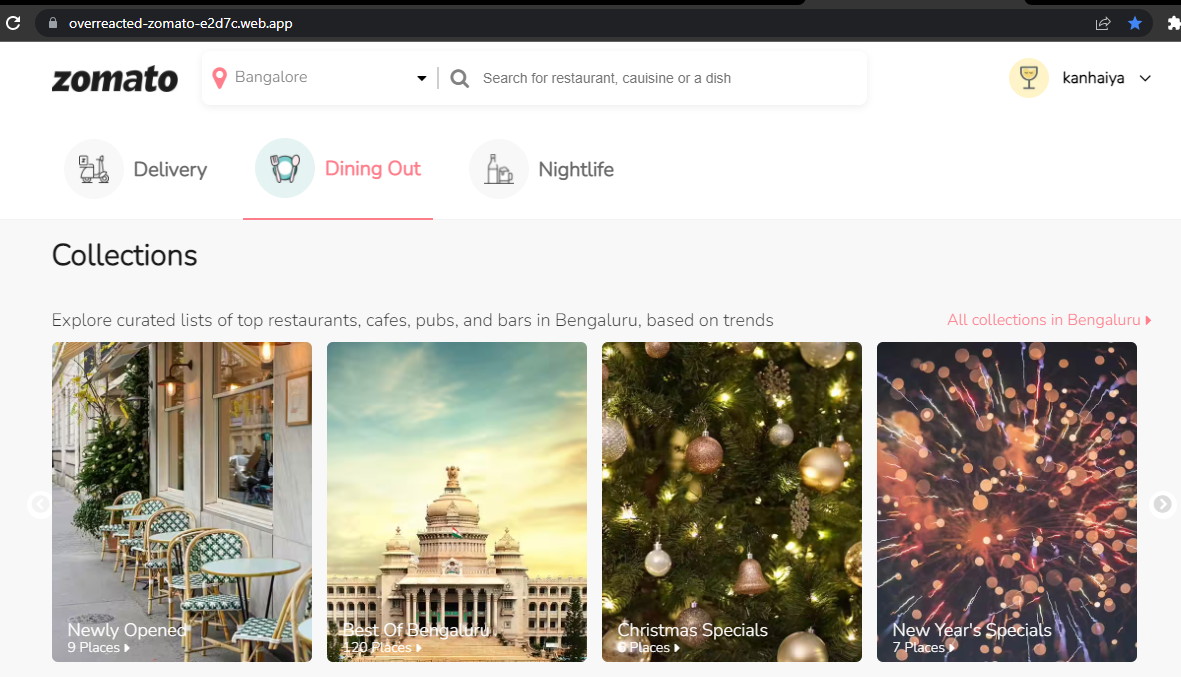 overreacted-zomato-e2d7c.web.app
zomato
Bangalore
Search for restaurant, cauisine or a dish
kanhaiya
Delivery
Dining Out
Nightlife
Collections
Explore curated lists of top restaurants, cafes, pubs, and bars in Bengaluru, based on trends
All collections in Bengaluru
Newly Opened
9 Places
Best Of Bengaluru
120 Places
Christmas Specials
6 Places
New Year's Specials
7 Places